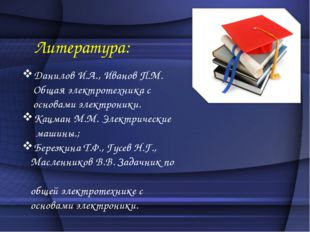 Литература:
Данилов И.А., Иванов П.М.
Общая электротехника с
основами электроники.
Кацман М.М. Электрические
машины.;
Березкина Т.Ф., Гусев Н.Г.,
Масленников В.В. Задачник по
общей электротехнике с
основами электроники.